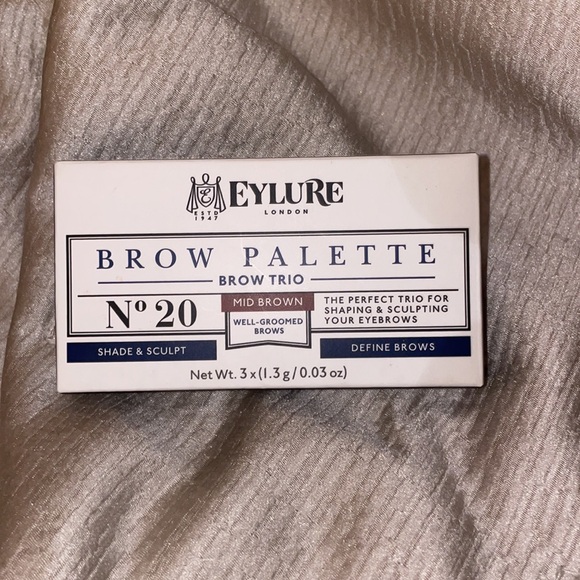 EYLURE
LONDON
ESTD
1947
BROW PALETTE
BROW TRIO
Nº 20
MID BROWN
WELL-GROOMED
BROWS
THE PERFECT TRIO FOR
SHAPING & SCULPTING
YOUR EYEBROWS
SHADE & SCULPT
DEFINE BROWS
Net Wt. 3 x (1.3 g / 0.03 oz)